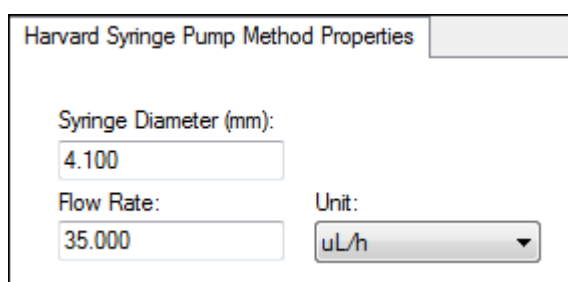 Harvard Syringe Pump Method Properties
Syringe Diameter (mm):
4.100
Flow Rate:
Unit:
35.000
uL/h